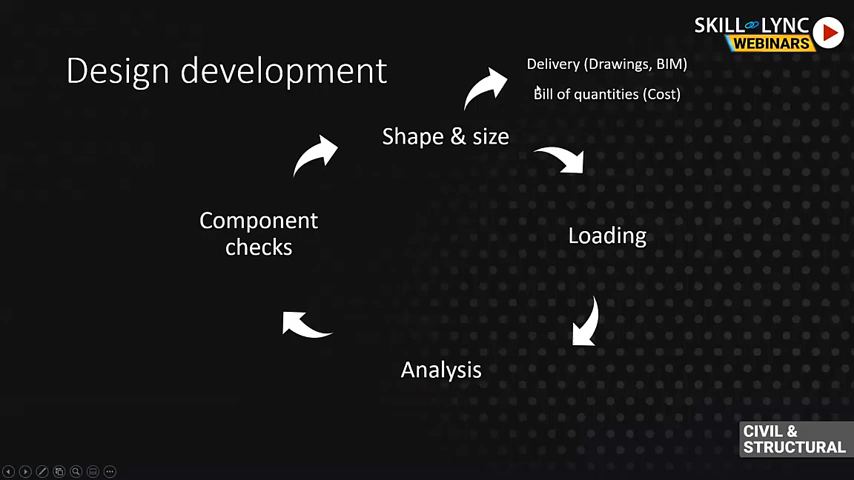 SKILL LYNC
WEBINARS
Design development
Delivery (Drawings, BIM)
Bill of quantities (Cost)
Shape & size
Component
checks
Loading
Analysis
CIVIL &
STRUCTURAL